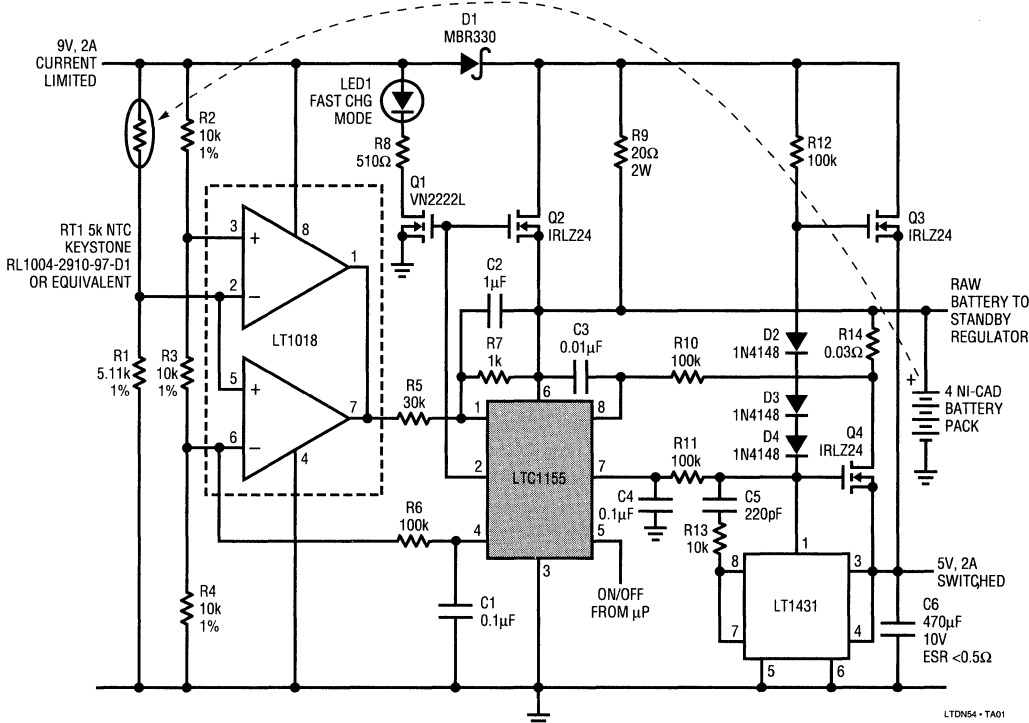 9V, 2A
CURRENT
LIMITED
D1
MBR330
LED1
FAST CHG
MODE
R2
10k
1%
R8
510Ω
R9
20Ω
2W
R12
100k
Q1
VN2222L
Q2
IRLZ24
Q3
IRLZ24
RT1 5k NTC
KEYSTONE
RL1004-2910-97-D1
OR EQUIVALENT
3
+
8
1
2
–
LT1018
C2
1µF
RAW
BATTERY TO
STANDBY
REGULATOR
R1
5.11k
1%
R3
10k
1%
5
+
7
6
–
4
R7
1k
C3
0.01µF
R10
100k
D2
1N4148
R14
0.03Ω
+
4 NI-CAD
BATTERY
PACK
R5
30k
1
6
8
D3
1N4148
D4
1N4148
Q4
IRLZ24
2
LTC1155
7
R11
100k
C4
0.1µF
C5
220pF
R6
100k
4
5
3
R13
10k
1
ON/OFF
FROM µP
8
3
5V, 2A
SWITCHED
LT1431
R4
10k
1%
C1
0.1µF
7
4
5
6
C6
470µF
10V
ESR <0.5Ω
LTDN54 • TA01